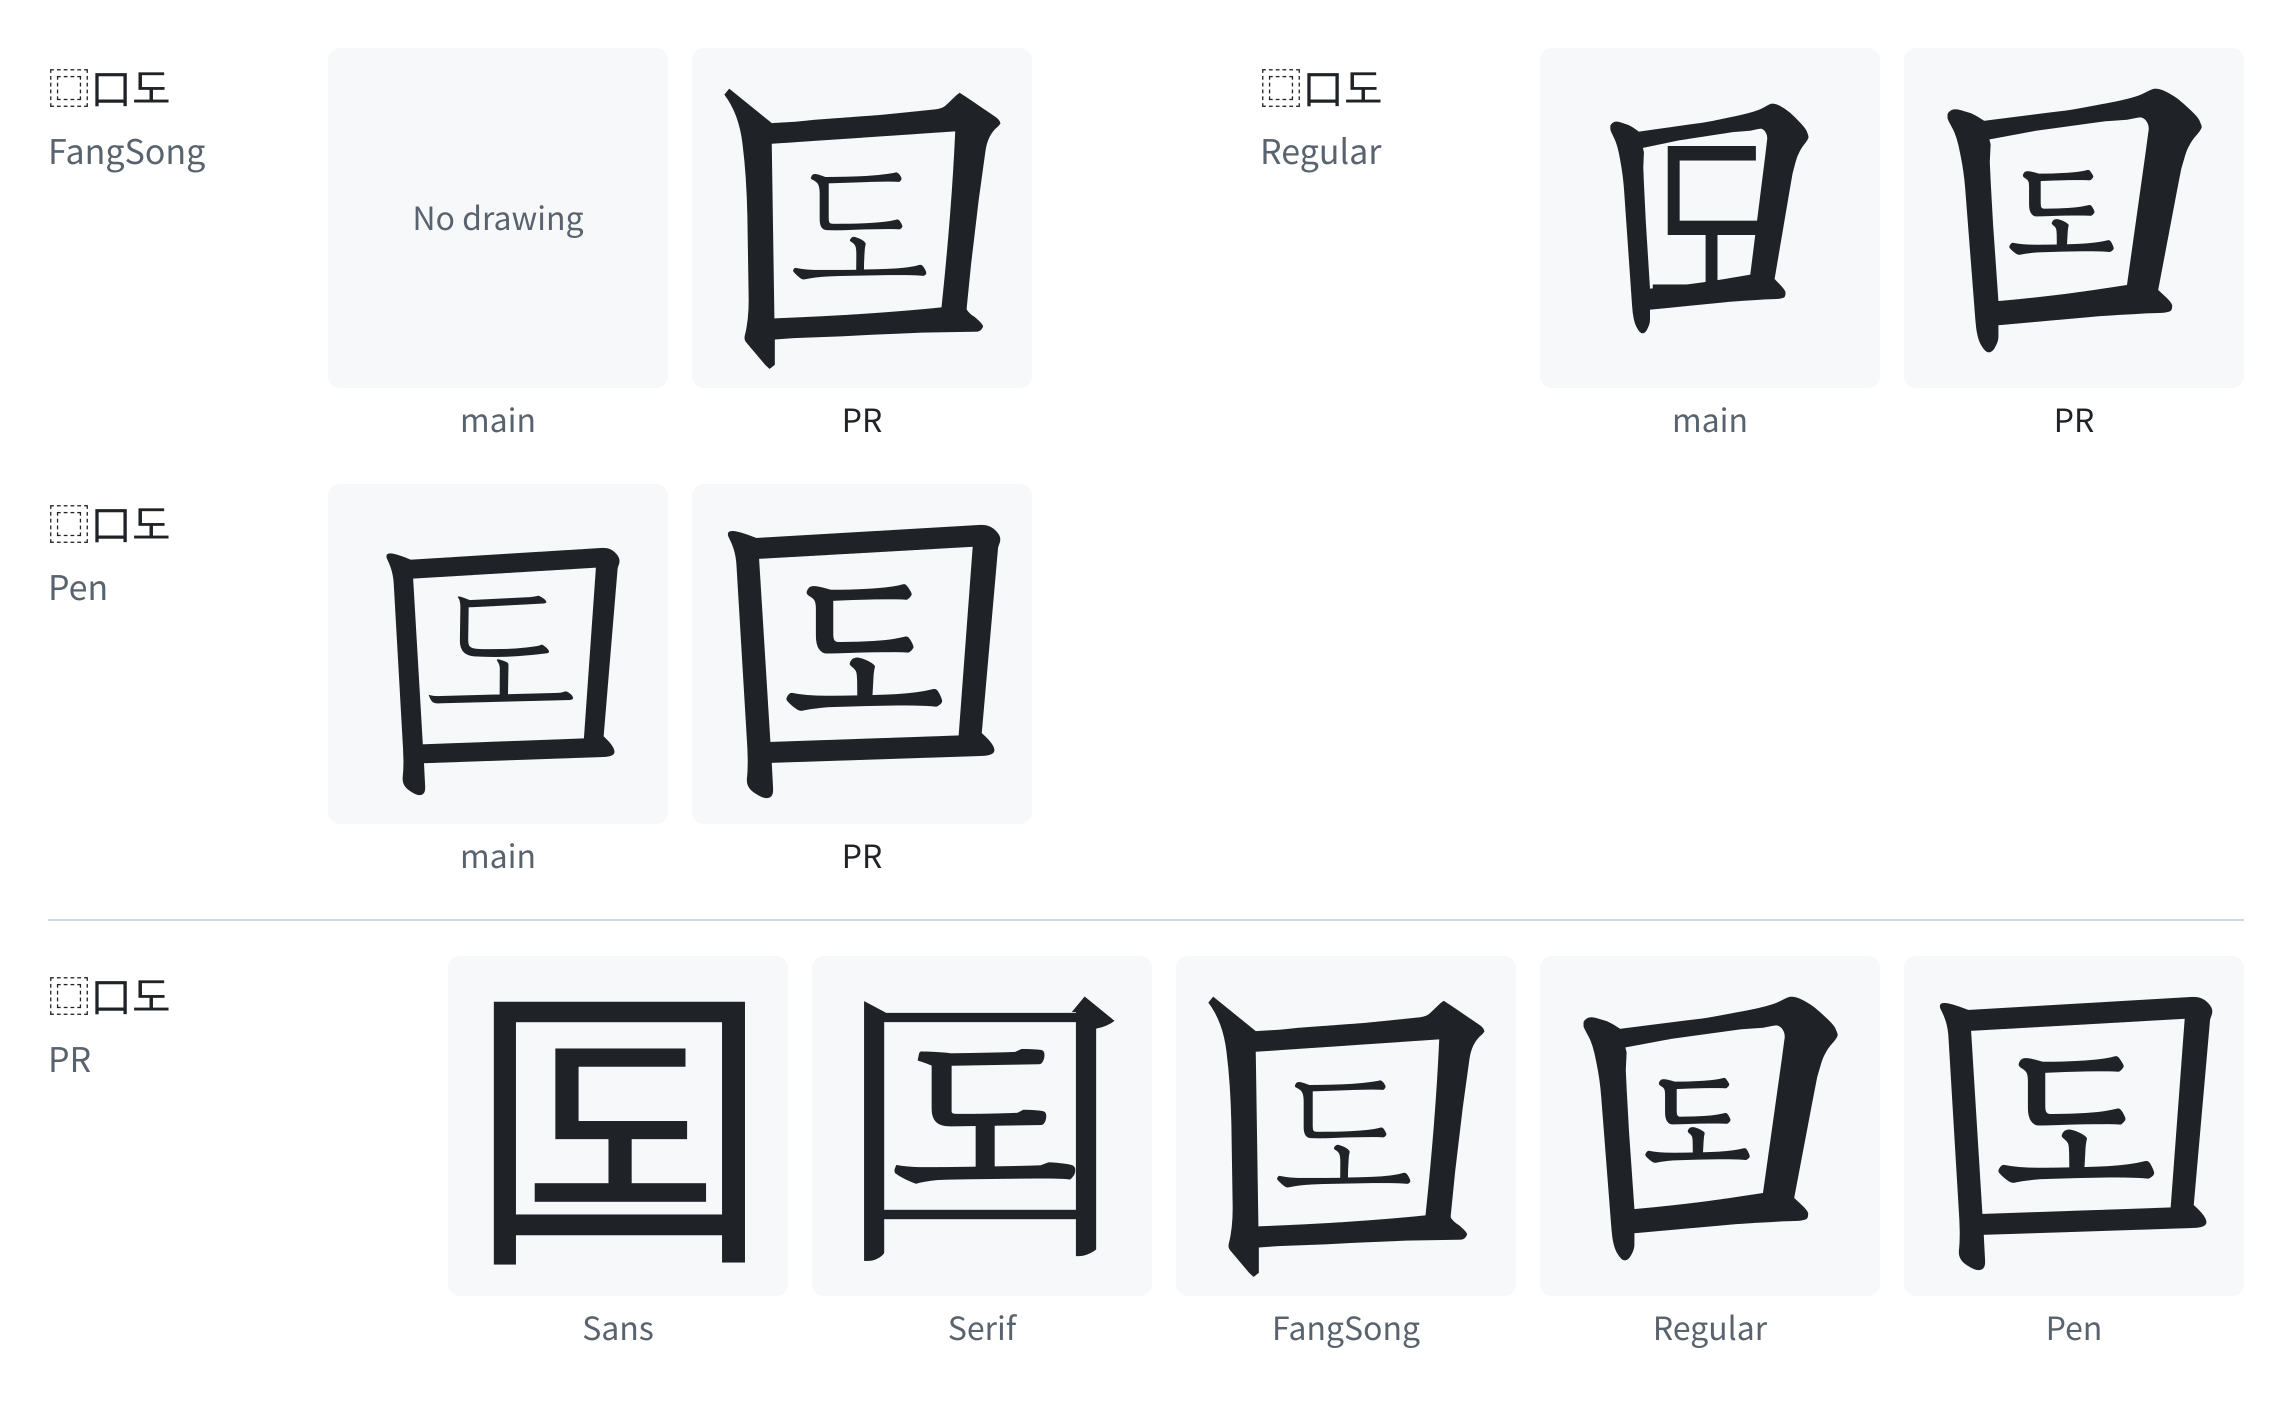 ⿴口도
FangSong
No drawing
main
PR
⿴口도
Regular
main
PR
⿴口도
Pen
main
PR
⿴口도
PR
Sans
Serif
FangSong
Regular
Pen